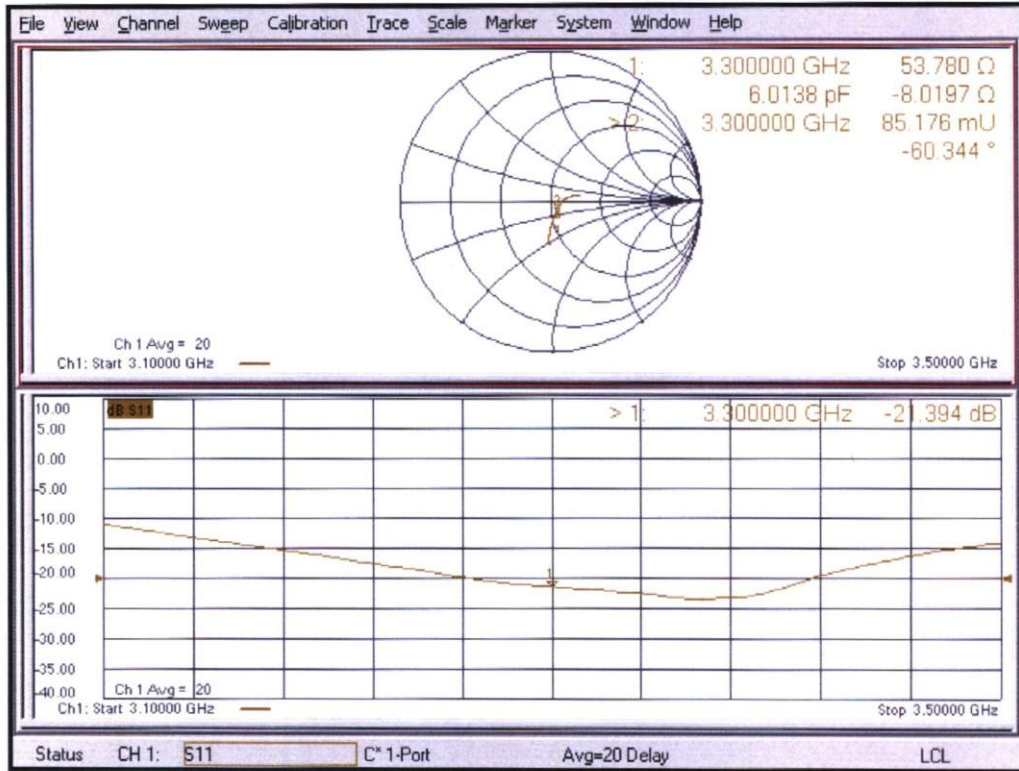 File View Channel Sweep Calibration Trace Scale Marker System Window Help
1: 3.300000 GHz 53.780 Ω
6.0138 pF -8.0197 Ω
> 2: 3.300000 GHz 85.176 mU
-60.344 °
Ch 1 Avg = 20
Ch1: Start 3.10000 GHz
Stop 3.50000 GHz
10.00
dB S11
> 1: 3.300000 GHz -21.394 dB
5.00
0.00
-5.00
-10.00
-15.00
-20.00
1
-25.00
-30.00
-35.00
-40.00
Ch 1 Avg = 20
Ch1: Start 3.10000 GHz
Stop 3.50000 GHz
Status CH 1: S11 C* 1-Port Avg=20 Delay LCL